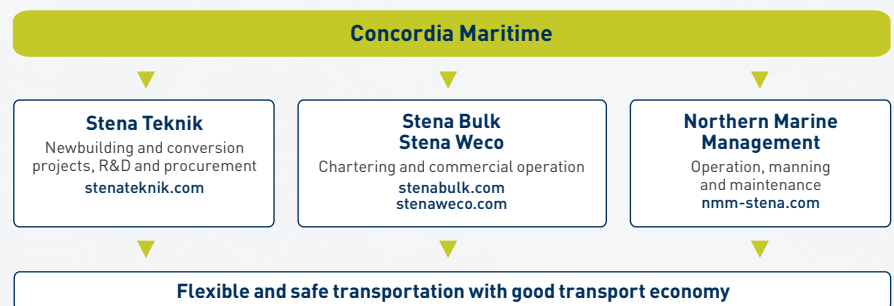 Concordia Maritime
Stena Teknik
Newbuilding and conversion
projects, R&D and procurement
stenateknik.com
Stena Bulk
Stena Weco
Chartering and commercial operation
stenabulk.com
stenaweco.com
Northern Marine
Management
Operation, manning
and maintenance
nmm-stena.com
Flexible and safe transportation with good transport economy